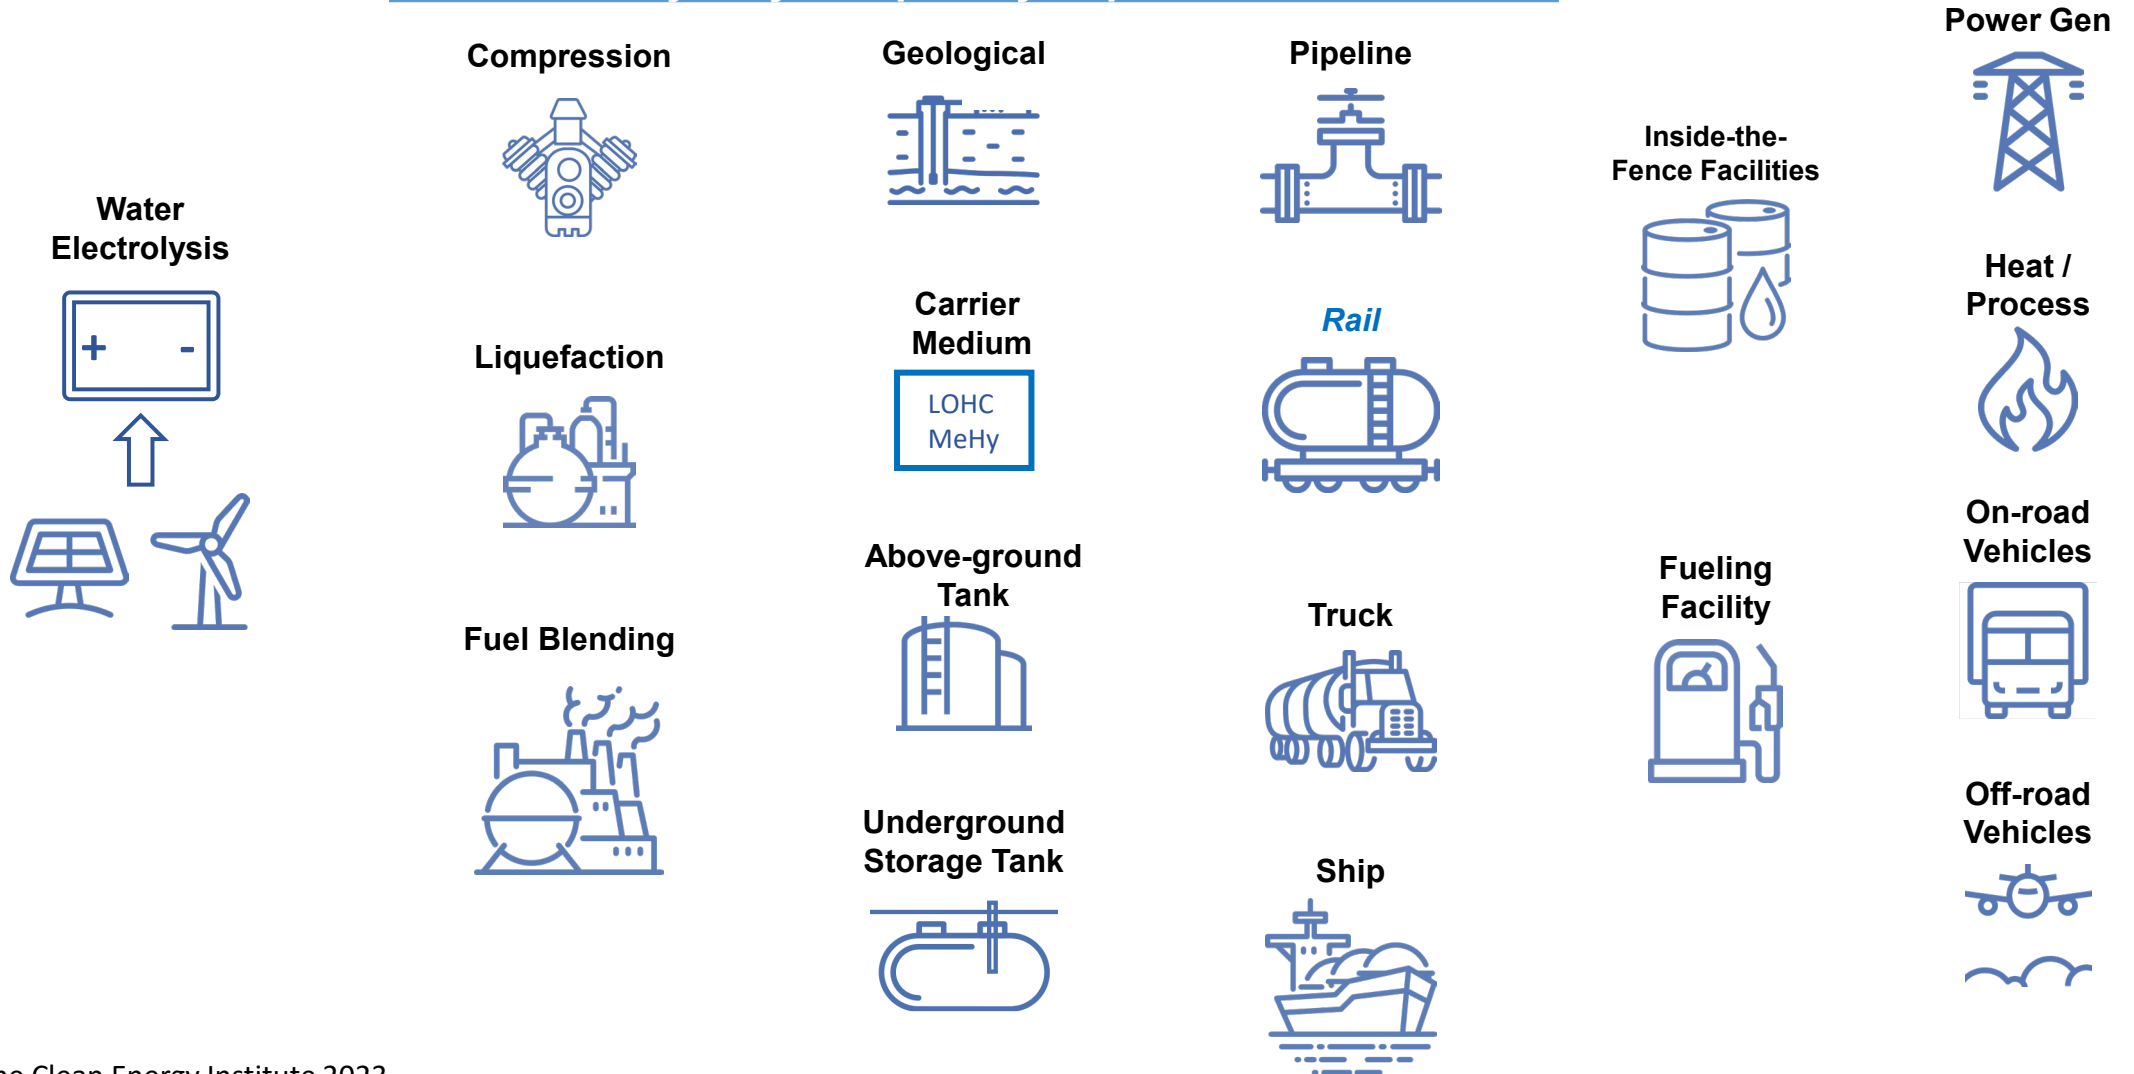 Water
Electrolysis
+ -
Compression
Liquefaction
Fuel Blending
Geological
Carrier
Medium
LOHC
MeHy
Above-ground
Tank
Underground
Storage Tank
Pipeline
Rail
Truck
Ship
Inside-the-
Fence Facilities
Fueling
Facility
Power Gen
Heat /
Process
On-road
Vehicles
Off-road
Vehicles
Clean Energy Institute